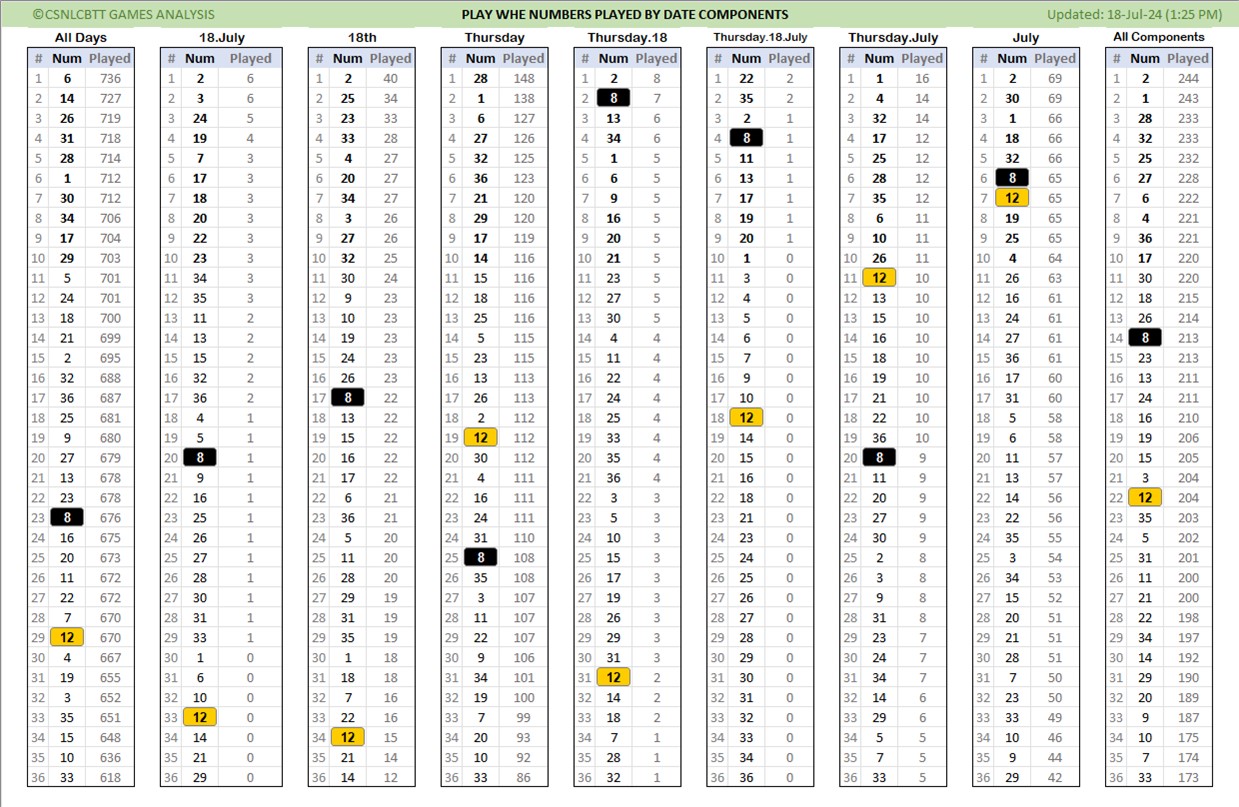 ©CSNLCBTT GAMES ANALYSIS PLAY WHE NUMBERS PLAYED BY DATE COMPONENTS Updated: 18-Jul-24 (1:25 PM)
All Days 18.July 18th Thursday Thursday.18 Thursday.18.July Thursday.July July All Components
# Num Played # Num Played # Num Played # Num Played # Num Played # Num Played # Num Played # Num Played # Num Played
1 6 736 1 2 6 1 2 40 1 28 148 1 2 8 1 22 2 1 1 16 1 2 69 1 2 244
2 14 727 2 3 6 2 25 34 2 1 138 2 8 7 2 35 2 2 4 14 2 30 69 2 1 243
3 26 719 3 24 5 3 23 33 3 6 127 3 13 6 3 2 1 3 32 14 3 1 66 3 28 233
4 31 718 4 19 4 4 33 28 4 27 126 4 34 6 4 8 1 4 17 12 4 18 66 4 32 233
5 28 714 5 7 3 5 4 27 5 32 125 5 1 5 5 11 1 5 25 12 5 32 66 5 25 232
6 1 712 6 17 3 6 20 27 6 36 123 6 6 5 6 13 1 6 28 12 6 8 65 6 27 228
7 30 712 7 18 3 7 34 27 7 21 120 7 9 5 7 17 1 7 35 12 7 12 65 7 6 222
8 34 706 8 20 3 8 3 26 8 29 120 8 16 5 8 19 1 8 6 11 8 19 65 8 4 221
9 17 704 9 22 3 9 27 26 9 17 119 9 20 5 9 20 1 9 10 11 9 25 65 9 36 221
10 29 703 10 23 3 10 32 25 10 14 116 10 21 5 10 1 0 10 26 11 10 4 64 10 17 220
11 5 701 11 34 3 11 30 24 11 15 116 11 23 5 11 3 0 11 12 10 11 26 63 11 30 220
12 24 701 12 35 3 12 9 23 12 18 116 12 27 5 12 4 0 12 13 10 12 16 61 12 18 215
13 18 700 13 11 2 13 10 23 13 25 116 13 30 5 13 5 0 13 15 10 13 24 61 13 26 214
14 21 699 14 13 2 14 19 23 14 5 115 14 4 4 14 6 0 14 16 10 14 27 61 14 8 213
15 2 695 15 15 2 15 24 23 15 23 115 15 11 4 15 7 0 15 18 10 15 36 61 15 23 213
16 32 688 16 32 2 16 26 23 16 13 113 16 22 4 16 9 0 16 19 10 16 17 60 16 13 211
17 36 687 17 36 2 17 8 22 17 26 113 17 24 4 17 10 0 17 21 10 17 31 60 17 24 211
18 25 681 18 4 1 18 13 22 18 2 112 18 25 4 18 12 0 18 22 10 18 5 58 18 16 210
19 9 680 19 5 1 19 15 22 19 12 112 19 33 4 19 14 0 19 36 10 19 6 58 19 19 206
20 27 679 20 8 1 20 16 22 20 30 112 20 35 4 20 15 0 20 8 9 20 11 57 20 15 205
21 13 678 21 9 1 21 17 22 21 4 111 21 36 4 21 16 0 21 11 9 21 13 57 21 3 204
22 23 678 22 16 1 22 6 21 22 16 111 22 3 3 22 18 0 22 20 9 22 14 56 22 12 204
23 8 676 23 25 1 23 36 21 23 24 111 23 5 3 23 21 0 23 27 9 23 22 56 23 35 203
24 16 675 24 26 1 24 5 20 24 31 110 24 10 3 24 23 0 24 30 9 24 35 55 24 5 202
25 20 673 25 27 1 25 11 20 25 8 108 25 15 3 25 24 0 25 2 8 25 3 54 25 31 201
26 11 672 26 28 1 26 28 20 26 35 108 26 17 3 26 25 0 26 3 8 26 34 53 26 11 200
27 22 672 27 30 1 27 29 19 27 3 107 27 19 3 27 26 0 27 9 8 27 15 52 27 21 200
28 7 670 28 31 1 28 31 19 28 11 107 28 26 3 28 27 0 28 31 8 28 20 51 28 22 198
29 12 670 29 33 1 29 35 19 29 22 107 29 29 3 29 28 0 29 23 7 29 21 51 29 34 197
30 4 667 30 1 0 30 1 18 30 9 106 30 31 3 30 29 0 30 24 7 30 28 51 30 14 192
31 19 655 31 6 0 31 18 18 31 34 101 31 12 2 31 30 0 31 34 7 31 7 50 31 29 190
32 3 652 32 10 0 32 7 16 32 19 100 32 14 2 32 31 0 32 14 6 32 23 50 32 20 189
33 35 651 33 12 0 33 22 16 33 7 99 33 18 2 33 32 0 33 29 6 33 33 49 33 9 187
34 15 648 34 14 0 34 12 15 34 20 93 34 7 1 34 33 0 34 5 5 34 10 46 34 10 175
35 10 636 35 21 0 35 21 14 35 10 92 35 28 1 35 34 0 35 7 5 35 9 44 35 7 174
36 33 618 36 29 0 36 14 12 36 33 86 36 32 1 36 36 0 36 33 5 36 29 42 36 33 173